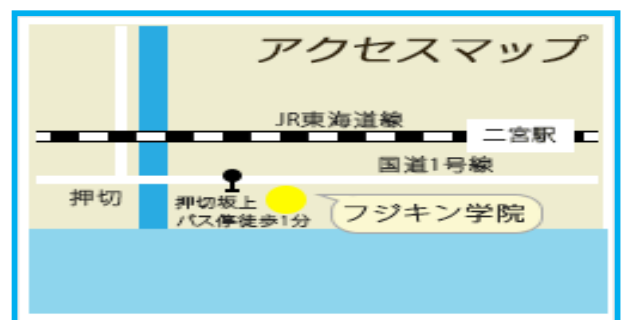 アクセスマップ
JR東海道線
二宮駅
国道1号線
押切
押切坂上
バス停徒歩1分
フジキン学院